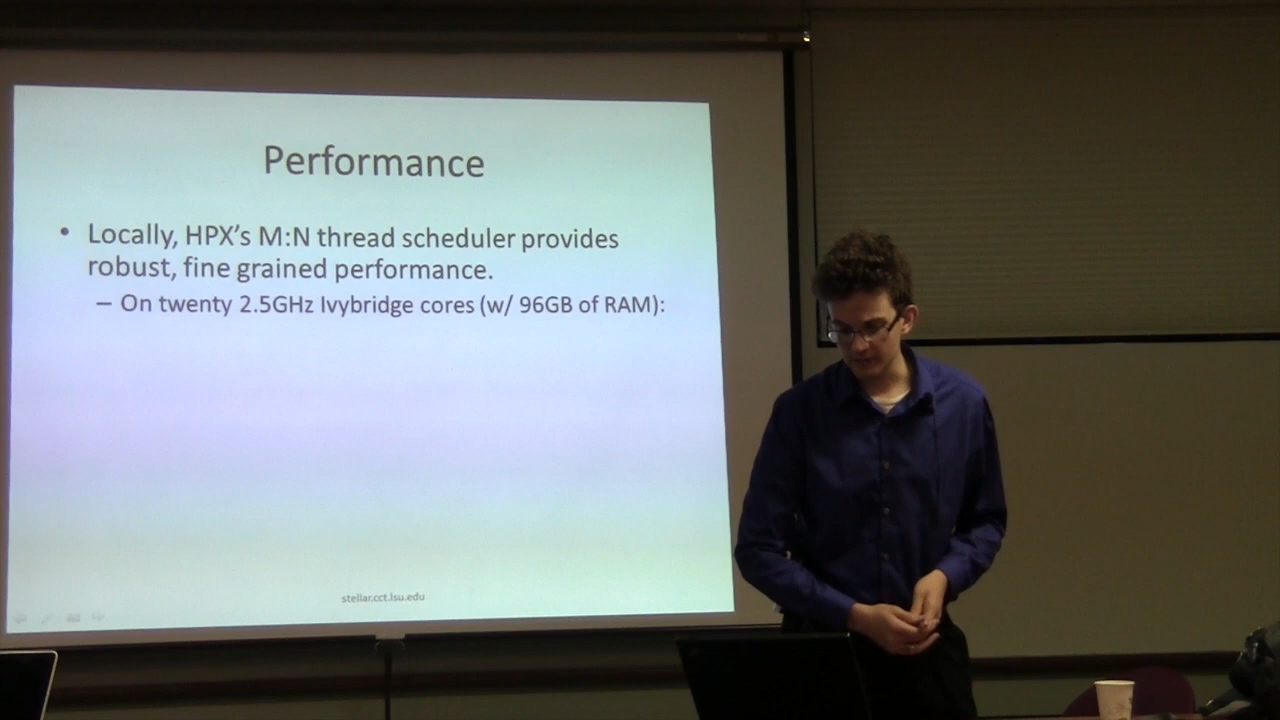 Performance
• Locally, HPX's M:N thread scheduler provides
robust, fine grained performance.
– On twenty 2.5GHz Ivybridge cores (w/ 96GB of RAM):
stellar.cct.lsu.edu